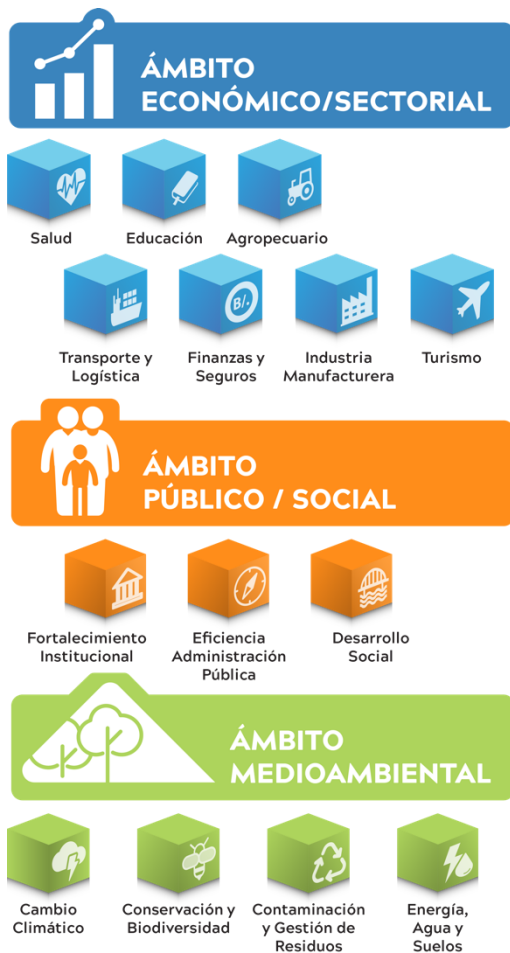 ÁMBITO
ECONÓMICO/SECTORIAL
Salud
Educación
Agropecuario
Transporte y
Logística
B/.
Finanzas y
Seguros
Industria
Manufacturera
Turismo
ÁMBITO
PÚBLICO / SOCIAL
Fortalecimiento
Institucional
Eficiencia
Administración
Pública
Desarrollo
Social
ÁMBITO
MEDIOAMBIENTAL
Cambio
Climático
Conservación y
Biodiversidad
Contaminación
y Gestión de
Residuos
Energía,
Agua y
Suelos